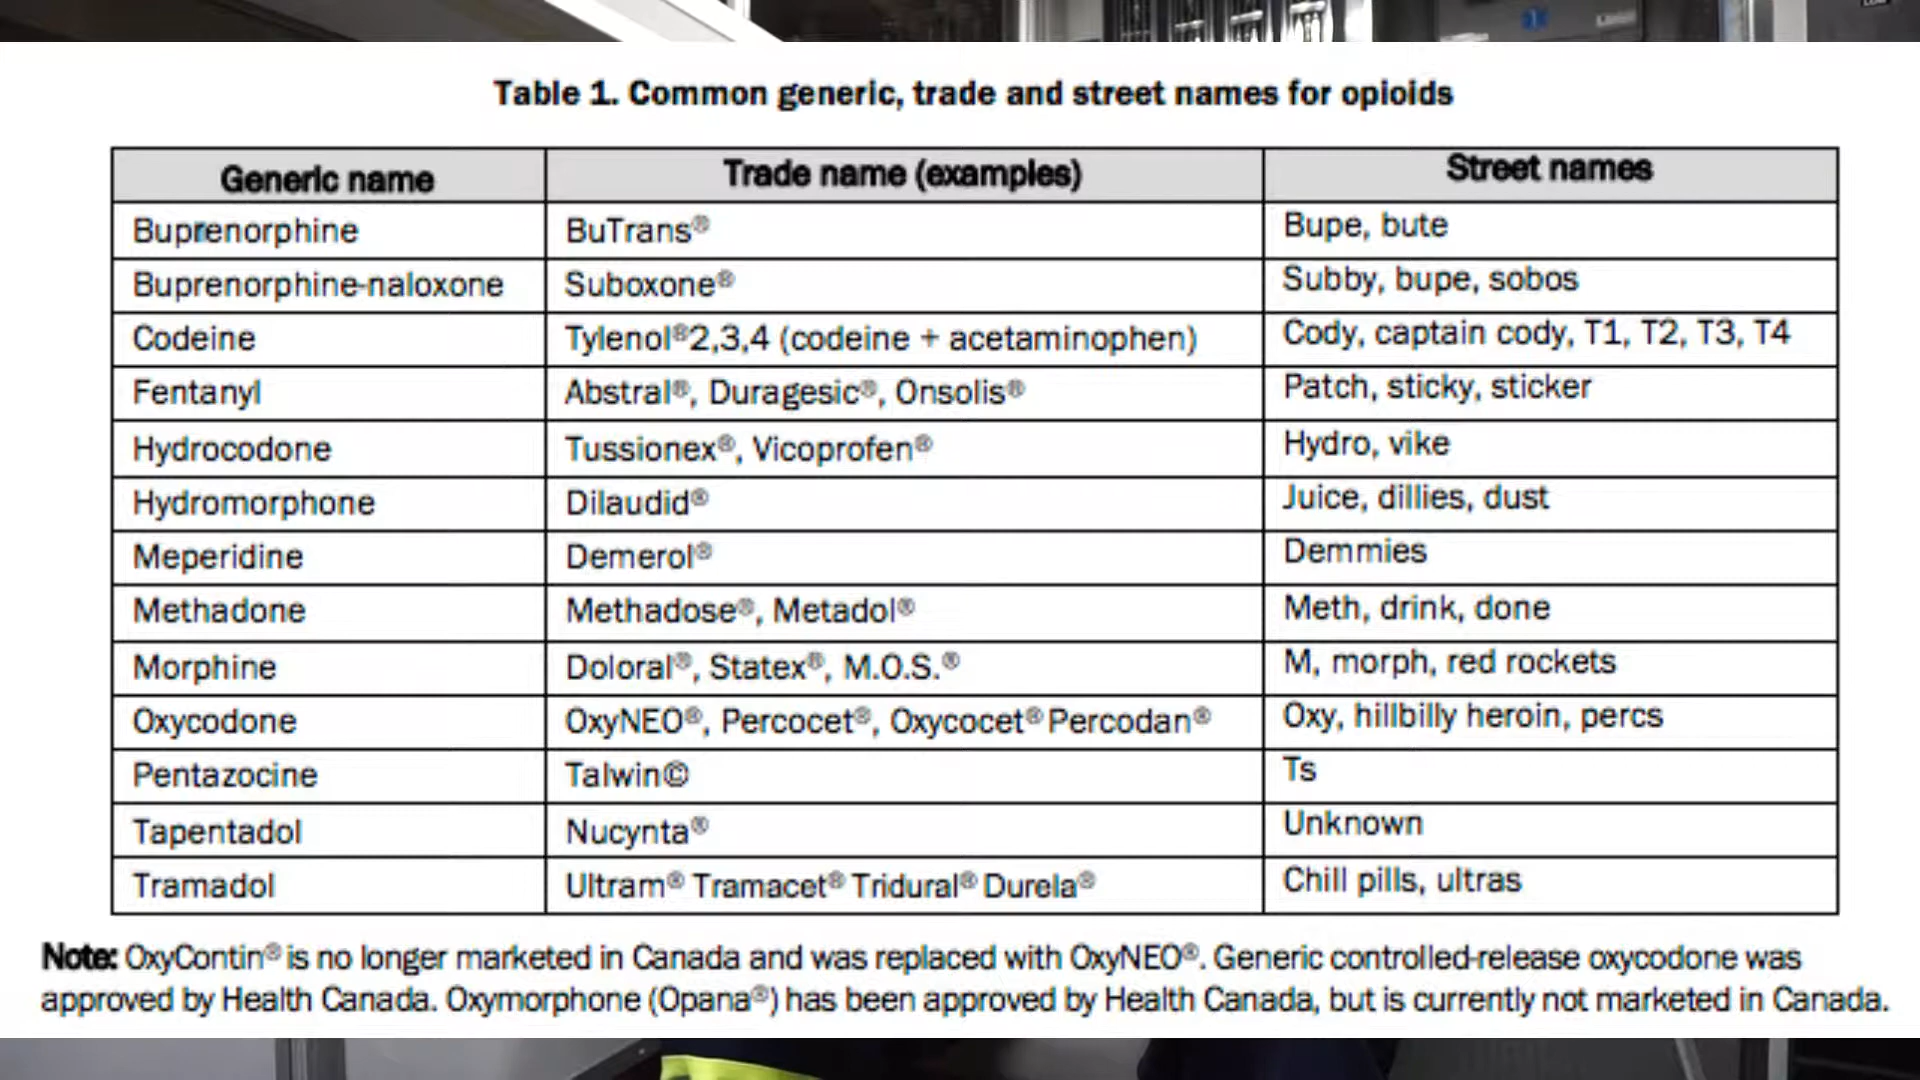 Table 1. Common generic, trade and street names for opioids
Generic name Trade name (examples) Street names
Buprenorphine BuTrans® Bupe, bute
Buprenorphine-naloxone Suboxone® Subby, bupe, sobos
Codeine Tylenol®2,3,4 (codeine + acetaminophen) Cody, captain cody, T1, T2, T3, T4
Fentanyl Abstral®, Duragesic®, Onsolis® Patch, sticky, sticker
Hydrocodone Tussionex®, Vicoprofen® Hydro, vike
Hydromorphone Dilaudid® Juice, dillies, dust
Meperidine Demerol® Demmies
Methadone Methadose®, Metadol® Meth, drink, done
Morphine Doloral®, Statex®, M.O.S.® M, morph, red rockets
Oxycodone OxyNEO®, Percocet®, Oxycocet® Percodan® Oxy, hillbilly heroin, percs
Pentazocine Talwin© Ts
Tapentadol Nucynta® Unknown
Tramadol Ultram® Tramacet® Tridural® Durela® Chill pills, ultras
Note: OxyContin® is no longer marketed in Canada and was replaced with OxyNEO®. Generic controlled-release oxycodone was
approved by Health Canada. Oxymorphone (Opana®) has been approved by Health Canada, but is currently not marketed in Canada.